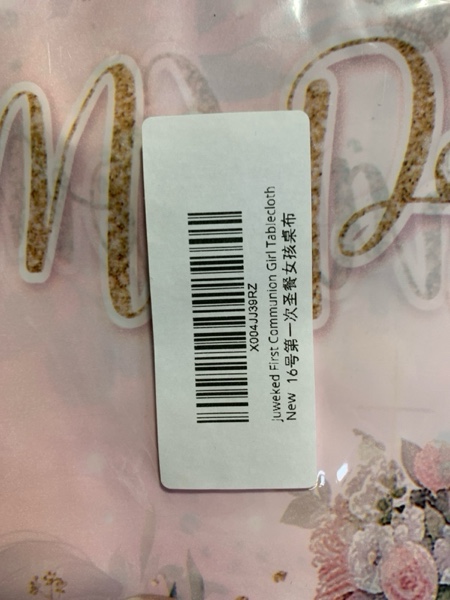 X004JJ39RZ
juweked First Communion Girl Tablecloth
New 16号第一次圣餐女孩桌布